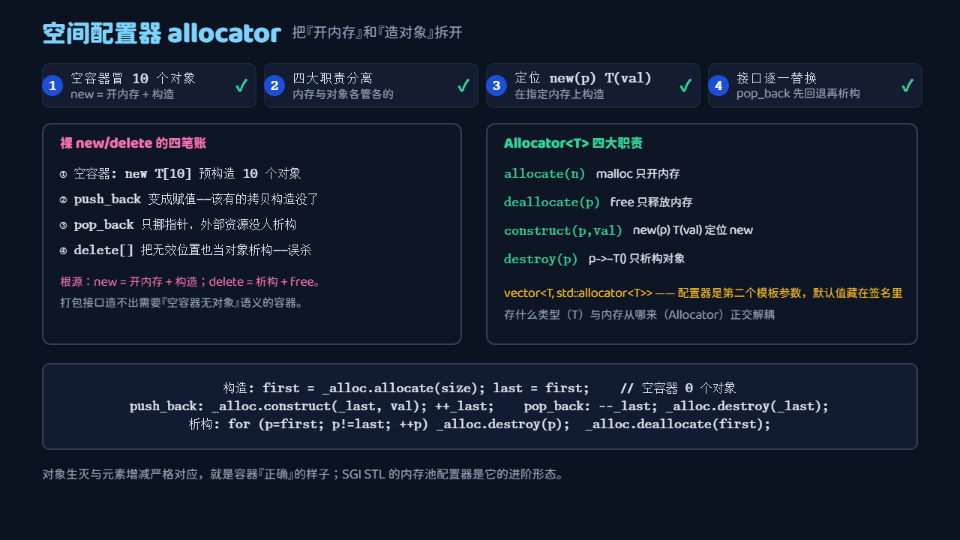 空间配置器 allocator 把『开内存』和『造对象』拆开
1 空容器冒 10 个对象 ✓
new = 开内存 + 构造
2 四大职责分离 ✓
内存与对象各管各的
3 定位 new(p) T(val) ✓
在指定内存上构造
4 接口逐一替换 ✓
pop_back 先回退再析构
裸 new/delete 的四笔账
① 空容器: new T[10] 预构造 10 个对象
② push_back 变成赋值——该有的拷贝构造没了
③ pop_back 只挪指针，外部资源没人析构
④ delete[] 把无效位置也当对象析构——误杀
根源：new = 开内存 + 构造；delete = 析构 + free。
打包接口造不出需要『空容器无对象』语义的容器。
Allocator<T> 四大职责
allocate(n) malloc 只开内存
deallocate(p) free 只释放内存
construct(p,val) new(p) T(val) 定位 new
destroy(p) p->~T() 只析构对象
vector<T, std::allocator<T>> —— 配置器是第二个模板参数，默认值藏在签名里
存什么类型（T）与内存从哪来（Allocator）正交解耦
构造: first = _alloc.allocate(size); last = first; // 空容器 0 个对象
push_back: _alloc.construct(_last, val); ++_last; pop_back: --_last; _alloc.destroy(_last);
析构: for (p=first; p!=last; ++p) _alloc.destroy(p); _alloc.deallocate(first);
对象生灭与元素增减严格对应，就是容器『正确』的样子；SGI STL 的内存池配置器是它的进阶形态。